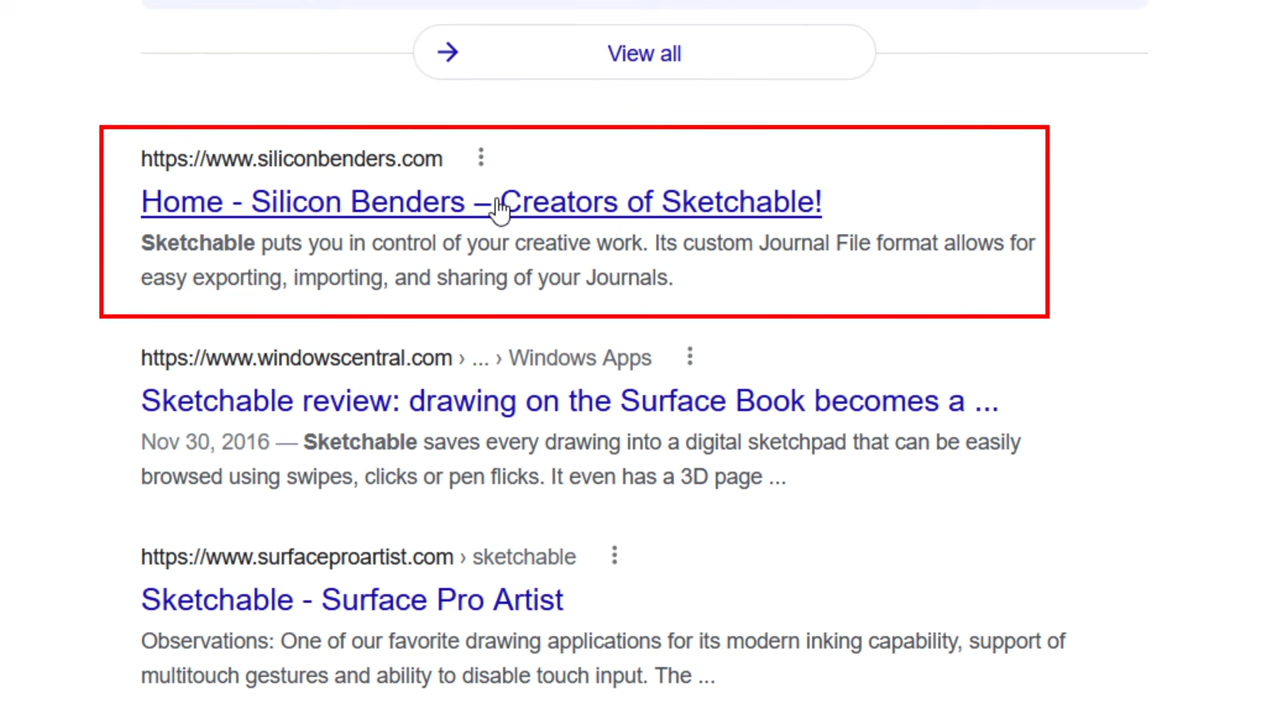 View all
https://www.siliconbenders.com
Home - Silicon Benders – Creators of Sketchable!
Sketchable puts you in control of your creative work. Its custom Journal File format allows for
easy exporting, importing, and sharing of your Journals.
https://www.windowscentral.com › ... › Windows Apps
Sketchable review: drawing on the Surface Book becomes a ...
Nov 30, 2016 — Sketchable saves every drawing into a digital sketchpad that can be easily
browsed using swipes, clicks or pen flicks. It even has a 3D page ...
https://www.surfaceproartist.com › sketchable
Sketchable - Surface Pro Artist
Observations: One of our favorite drawing applications for its modern inking capability, support of
multitouch gestures and ability to disable touch input. The ...